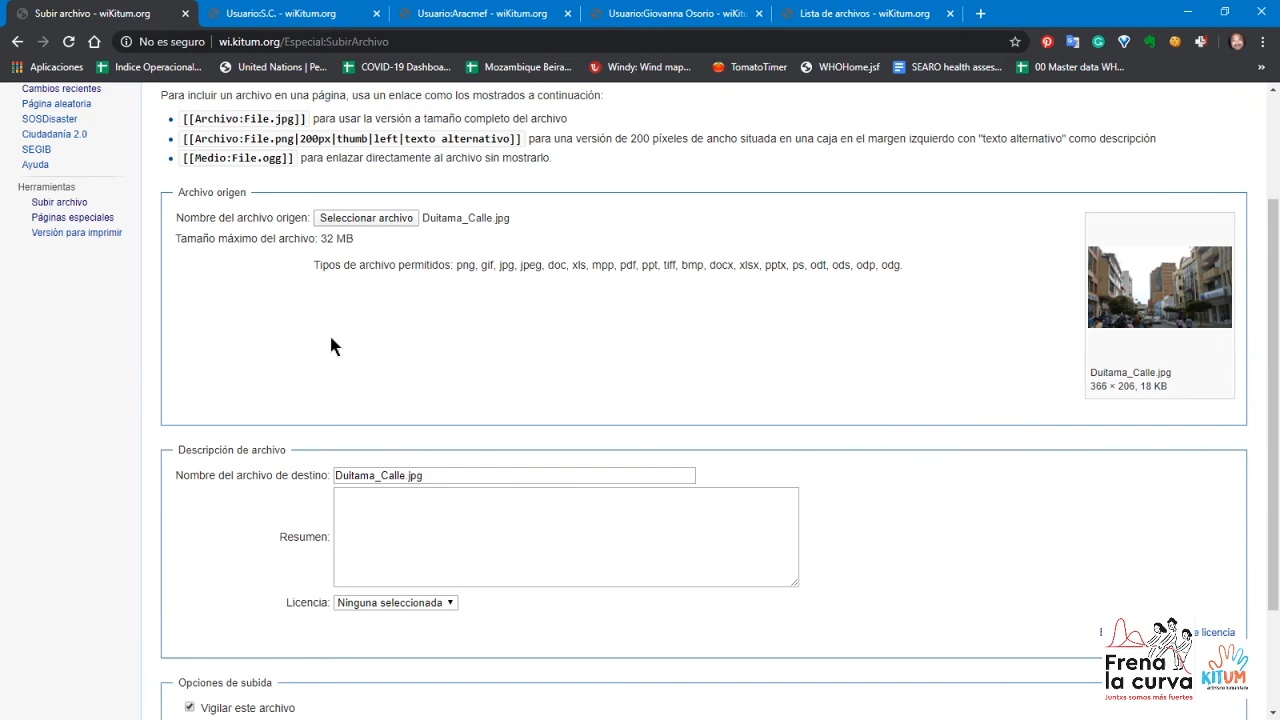 Subir archivo - wiKitum.org
Usuario:S.C. - wiKitum.org
Usuario:Aracmef - wiKitum.org
Usuario:Giovanna Osorio - wiKitu
Lista de archivos - wiKitum.org
No es seguro
wi.kitum.org/Especial:SubirArchivo
Aplicaciones
Indice Operacional...
United Nations | Pe...
COVID-19 Dashboa...
Mozambique Beira...
Windy: Wind map...
TomatoTimer
WHOHome.jsf
SEARO health asses...
00 Master data WH...
»
Cambios recientes
Página aleatoria
SOSDisaster
Ciudadanía 2.0
SEGIB
Ayuda
Herramientas
Subir archivo
Páginas especiales
Versión para imprimir
Para incluir un archivo en una página, usa un enlace como los mostrados a continuación:
[[Archivo:File.jpg]] para usar la versión a tamaño completo del archivo
[[Archivo:File.png|200px|thumb|left|texto alternativo]] para una versión de 200 píxeles de ancho situada en una caja en el margen izquierdo con "texto alternativo" como descripción
[[Medio:File.ogg]] para enlazar directamente al archivo sin mostrarlo.
Archivo origen
Nombre del archivo origen: Seleccionar archivo Duitama_Calle.jpg
Tamaño máximo del archivo: 32 MB
Tipos de archivo permitidos: png, gif, jpg, jpeg, doc, xls, mpp, pdf, ppt, tiff, bmp, docx, xlsx, pptx, ps, odt, ods, odp, odg.
Duitama_Calle.jpg
366 × 206, 18 KB
Descripción de archivo
Nombre del archivo de destino: Duitama_Calle.jpg
Resumen:
Licencia: Ninguna seleccionada
licencia
Opciones de subida
Vigilar este archivo
Frena
la curva
Juntxs somos más fuertes
KITUM